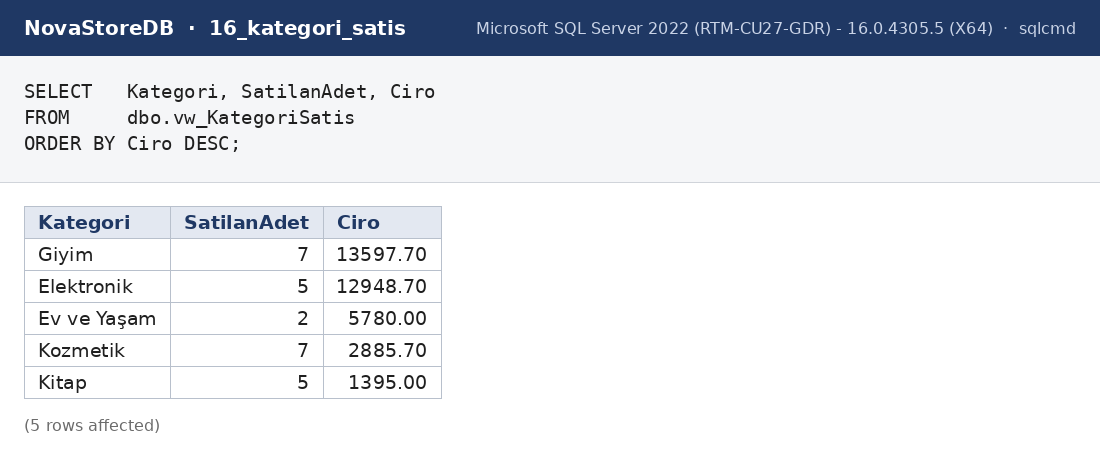 NovaStoreDB · 16_kategori_satis
Microsoft SQL Server 2022 (RTM-CU27-GDR) - 16.0.4305.5 (X64) · sqlcmd
SELECT   Kategori, SatilanAdet, Ciro
FROM     dbo.vw_KategoriSatis
ORDER BY Ciro DESC;
Kategori SatilanAdet Ciro
Giyim 7 13597.70
Elektronik 5 12948.70
Ev ve Yaşam 2 5780.00
Kozmetik 7 2885.70
Kitap 5 1395.00
(5 rows affected)